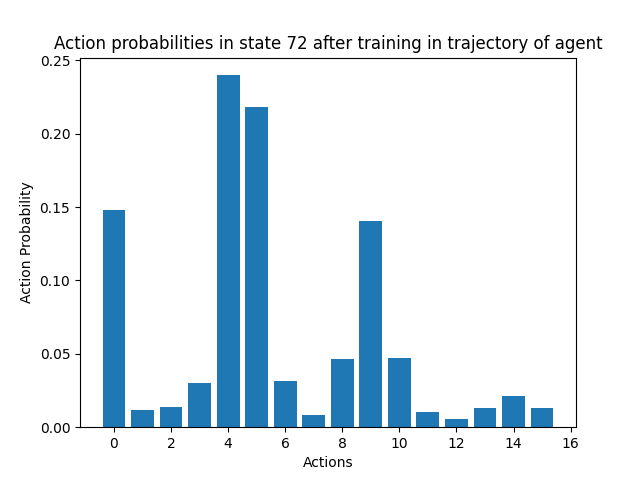 Action probabilities in state 72 after training in trajectory of agent
0.25
0.20
0.15
0.10
0.05
0.00
Action Probability
0 2 4 6 8 10 12 14 16
Actions